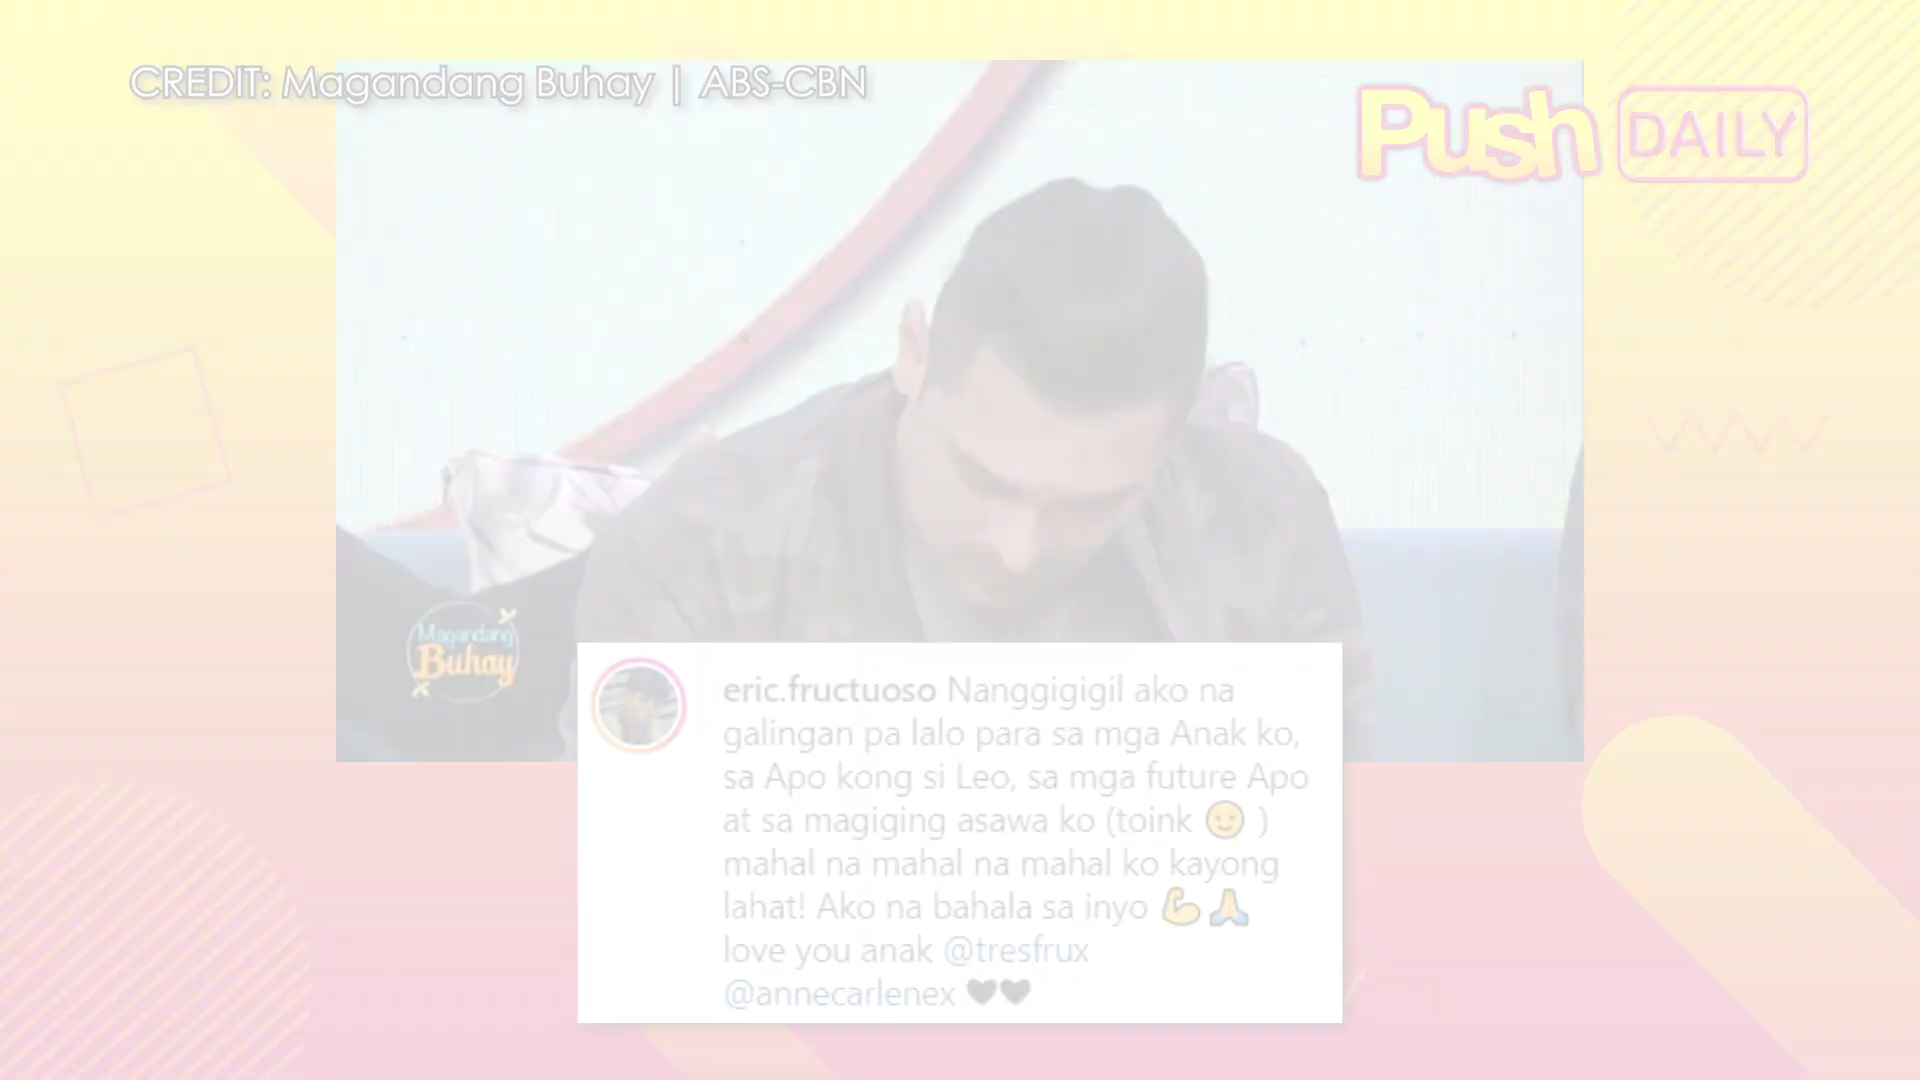 CREDIT: Magandang Buhay | ABS-CBN
Push DAILY
Magandang
Buhay
eric.fructuoso Nanggigigil ako na
galingan pa lalo para sa mga Anak ko,
sa Apo kong si Leo, sa mga future Apo
at sa magiging asawa ko (toink 😉 )
mahal na mahal na mahal ko kayong
lahat! Ako na bahala sa inyo 💪🙏
love you anak @tresfrux
@annecarlenex 🖤🖤